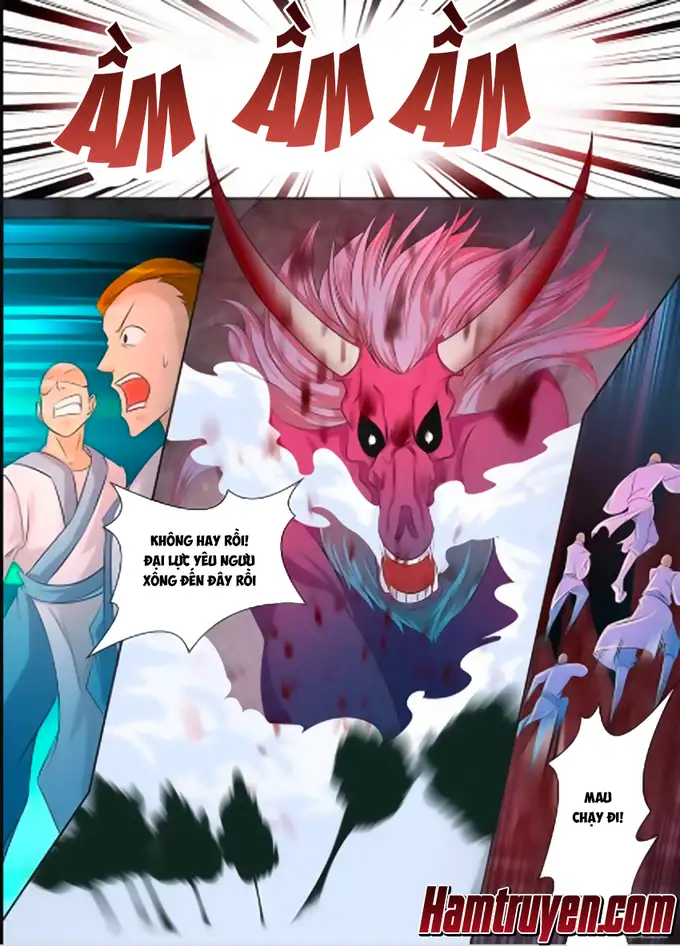 ẦM ẦM ẦM
KHÔNG HAY RỒI!
ĐẠI LỰC YÊU NGƯU
XÔNG ĐẾN ĐÂY RỒI
MAU
CHẠY ĐI!
Hamtruyen.com